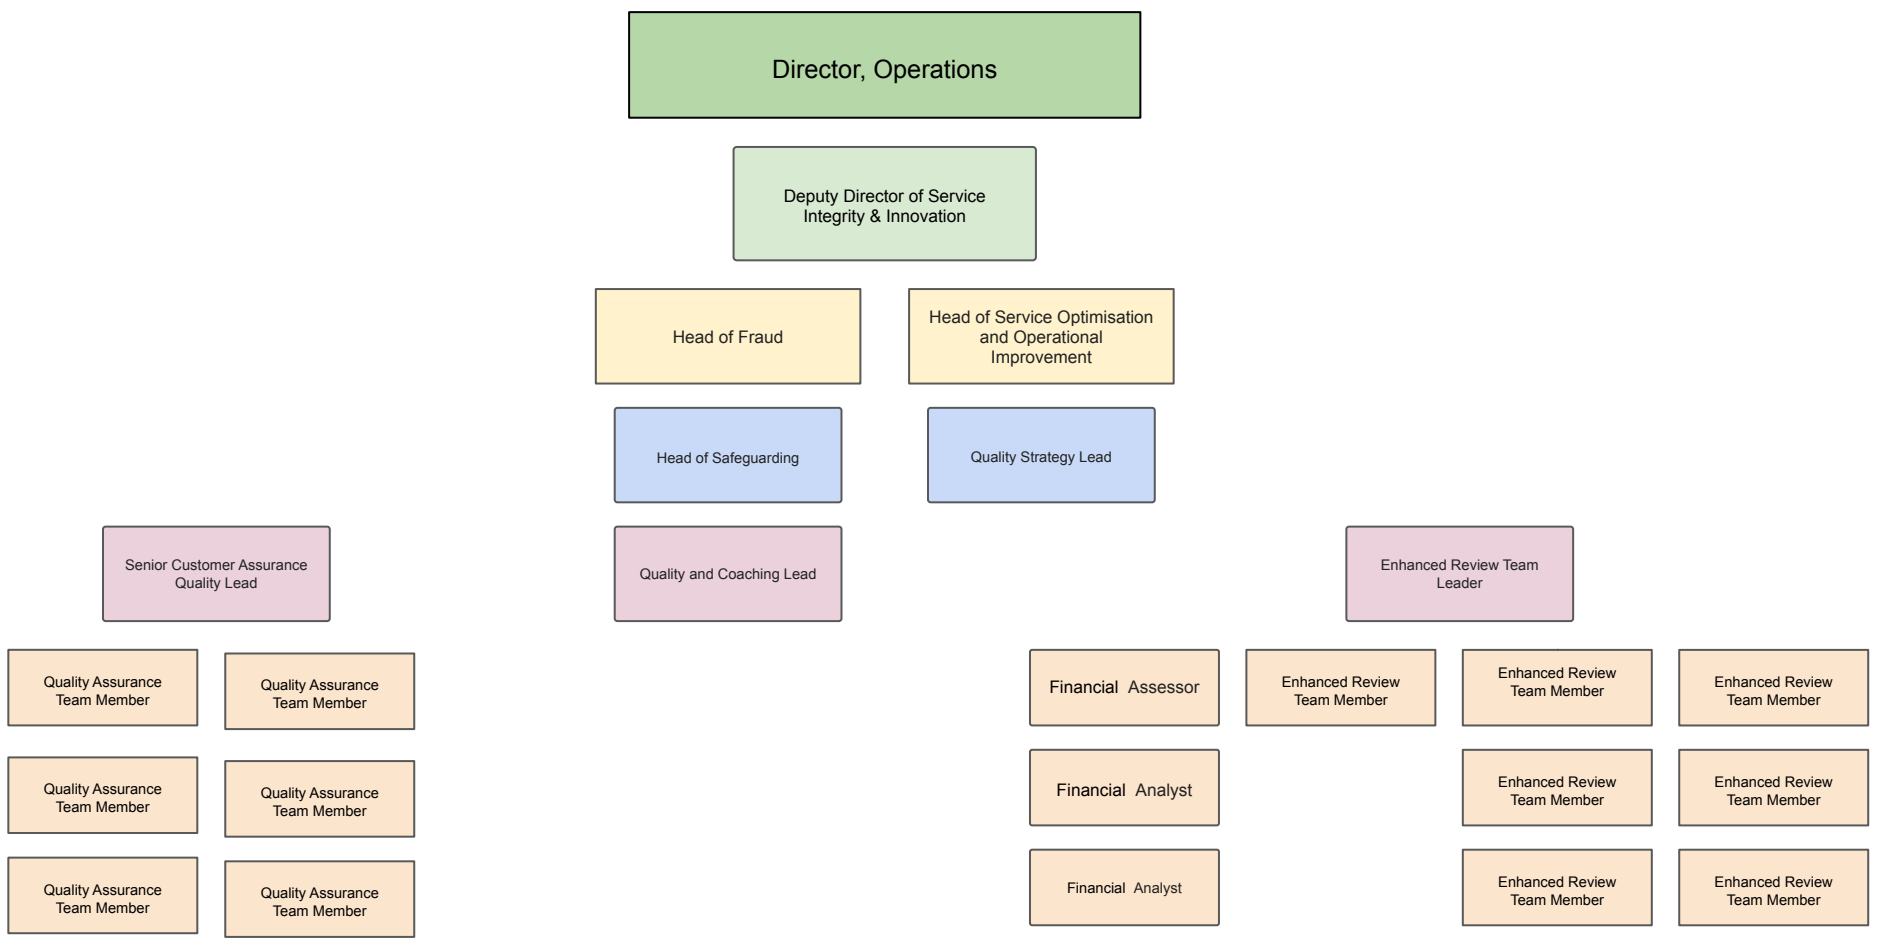 Director, Operations
Deputy Director of Service
Integrity & Innovation
Head of Fraud
Head of Service Optimisation
and Operational
Improvement
Head of Safeguarding
Quality Strategy Lead
Senior Customer Assurance
Quality Lead
Quality and Coaching Lead
Enhanced Review Team
Leader
Quality Assurance
Team Member
Quality Assurance
Team Member
Financial Assessor
Enhanced Review
Team Member
Enhanced Review
Team Member
Enhanced Review
Team Member
Quality Assurance
Team Member
Quality Assurance
Team Member
Financial Analyst
Enhanced Review
Team Member
Enhanced Review
Team Member
Quality Assurance
Team Member
Quality Assurance
Team Member
Financial Analyst
Enhanced Review
Team Member
Enhanced Review
Team Member